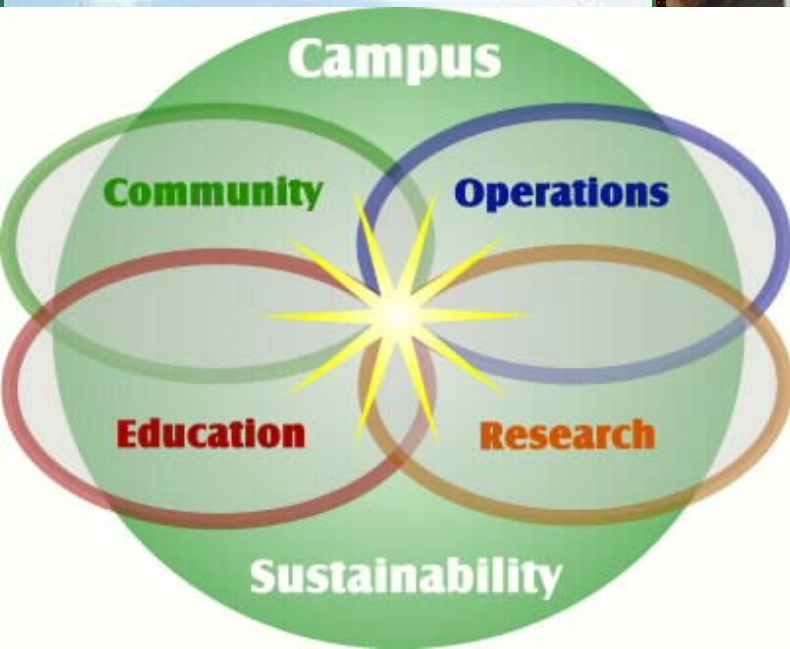 Campus
Community
Operations
Education
Research
Sustainability